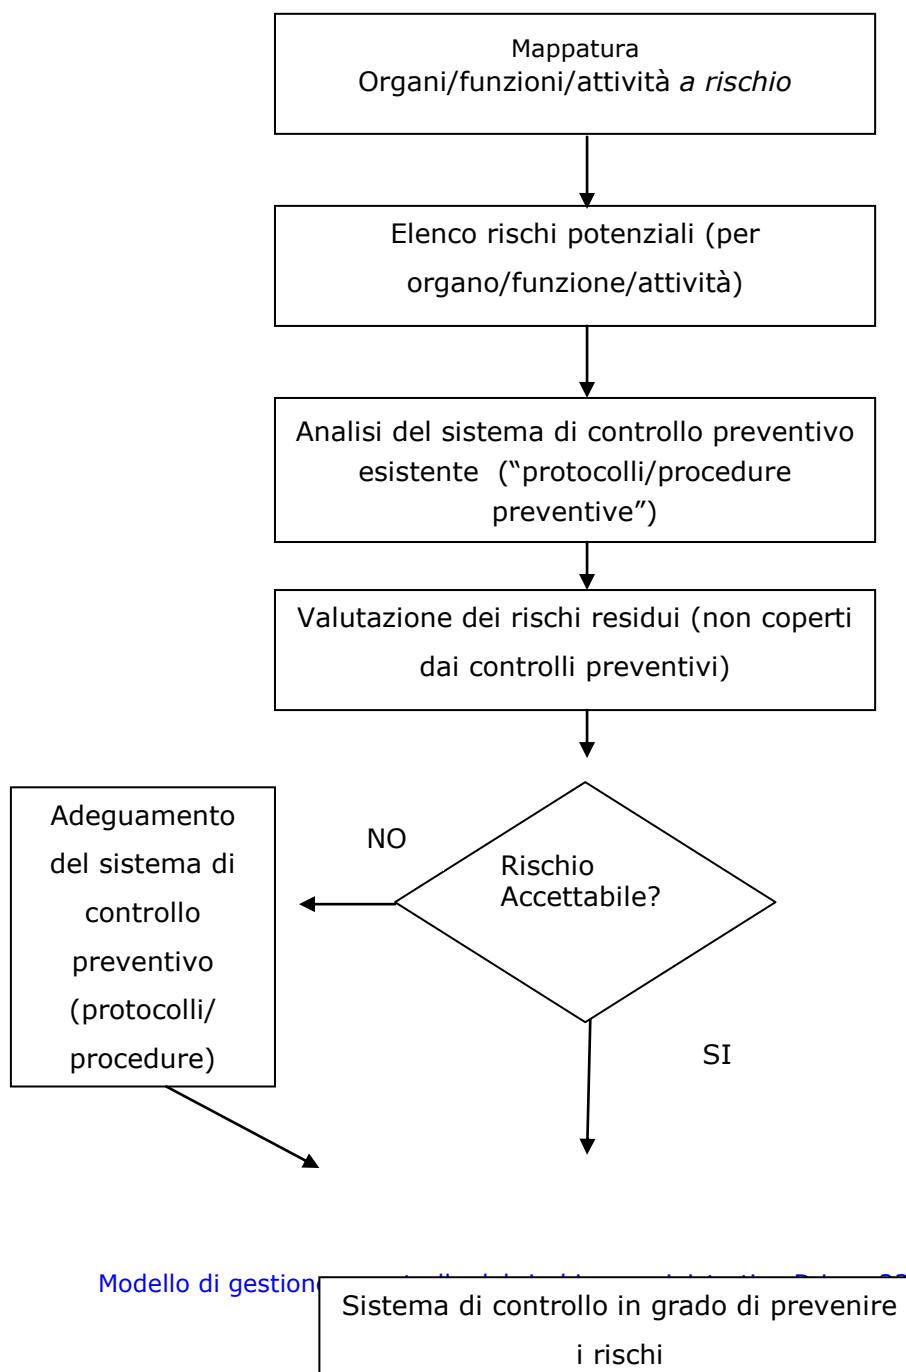 Mappatura
Organi/funzioni/attività a rischio
Elenco rischi potenziali (per
organo/funzione/attività)
Analisi del sistema di controllo preventivo
esistente (“protocolli/procedure
preventive”)
Valutazione dei rischi residui (non coperti
dai controlli preventivi)
Adeguamento
del sistema di
controllo
preventivo
(protocolli/
procedure)
NO
Rischio
Accettabile?
SI
Modello di gestione
Sistema di controllo in grado di prevenire
i rischi